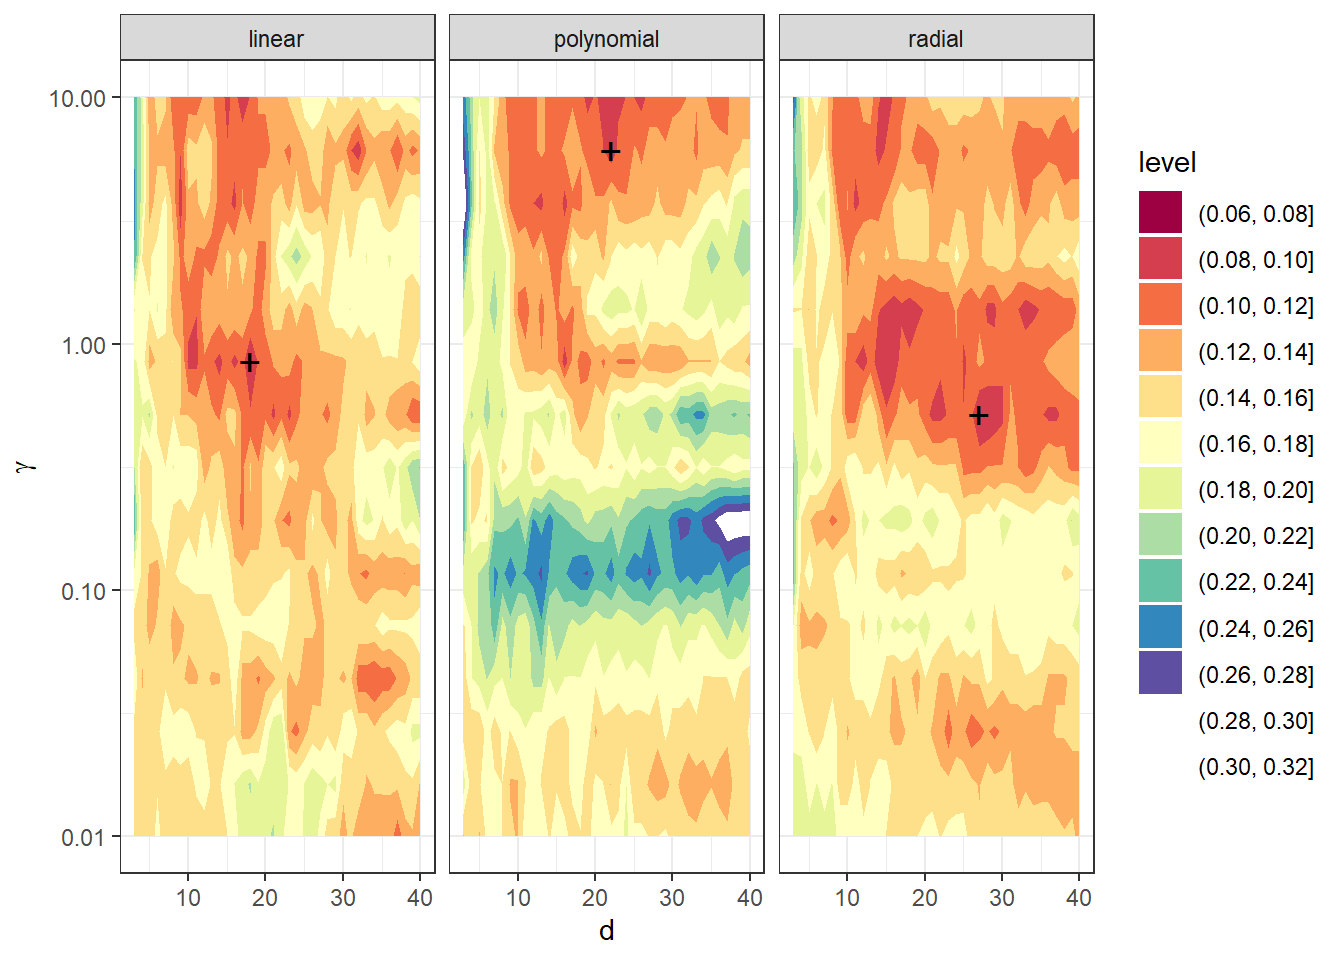 linear
polynomial
radial
10.00
1.00
0.10
0.01
γ
10 20 30 40
10 20 30 40
10 20 30 40
d
level
(0.06, 0.08]
(0.08, 0.10]
(0.10, 0.12]
(0.12, 0.14]
(0.14, 0.16]
(0.16, 0.18]
(0.18, 0.20]
(0.20, 0.22]
(0.22, 0.24]
(0.24, 0.26]
(0.26, 0.28]
(0.28, 0.30]
(0.30, 0.32]